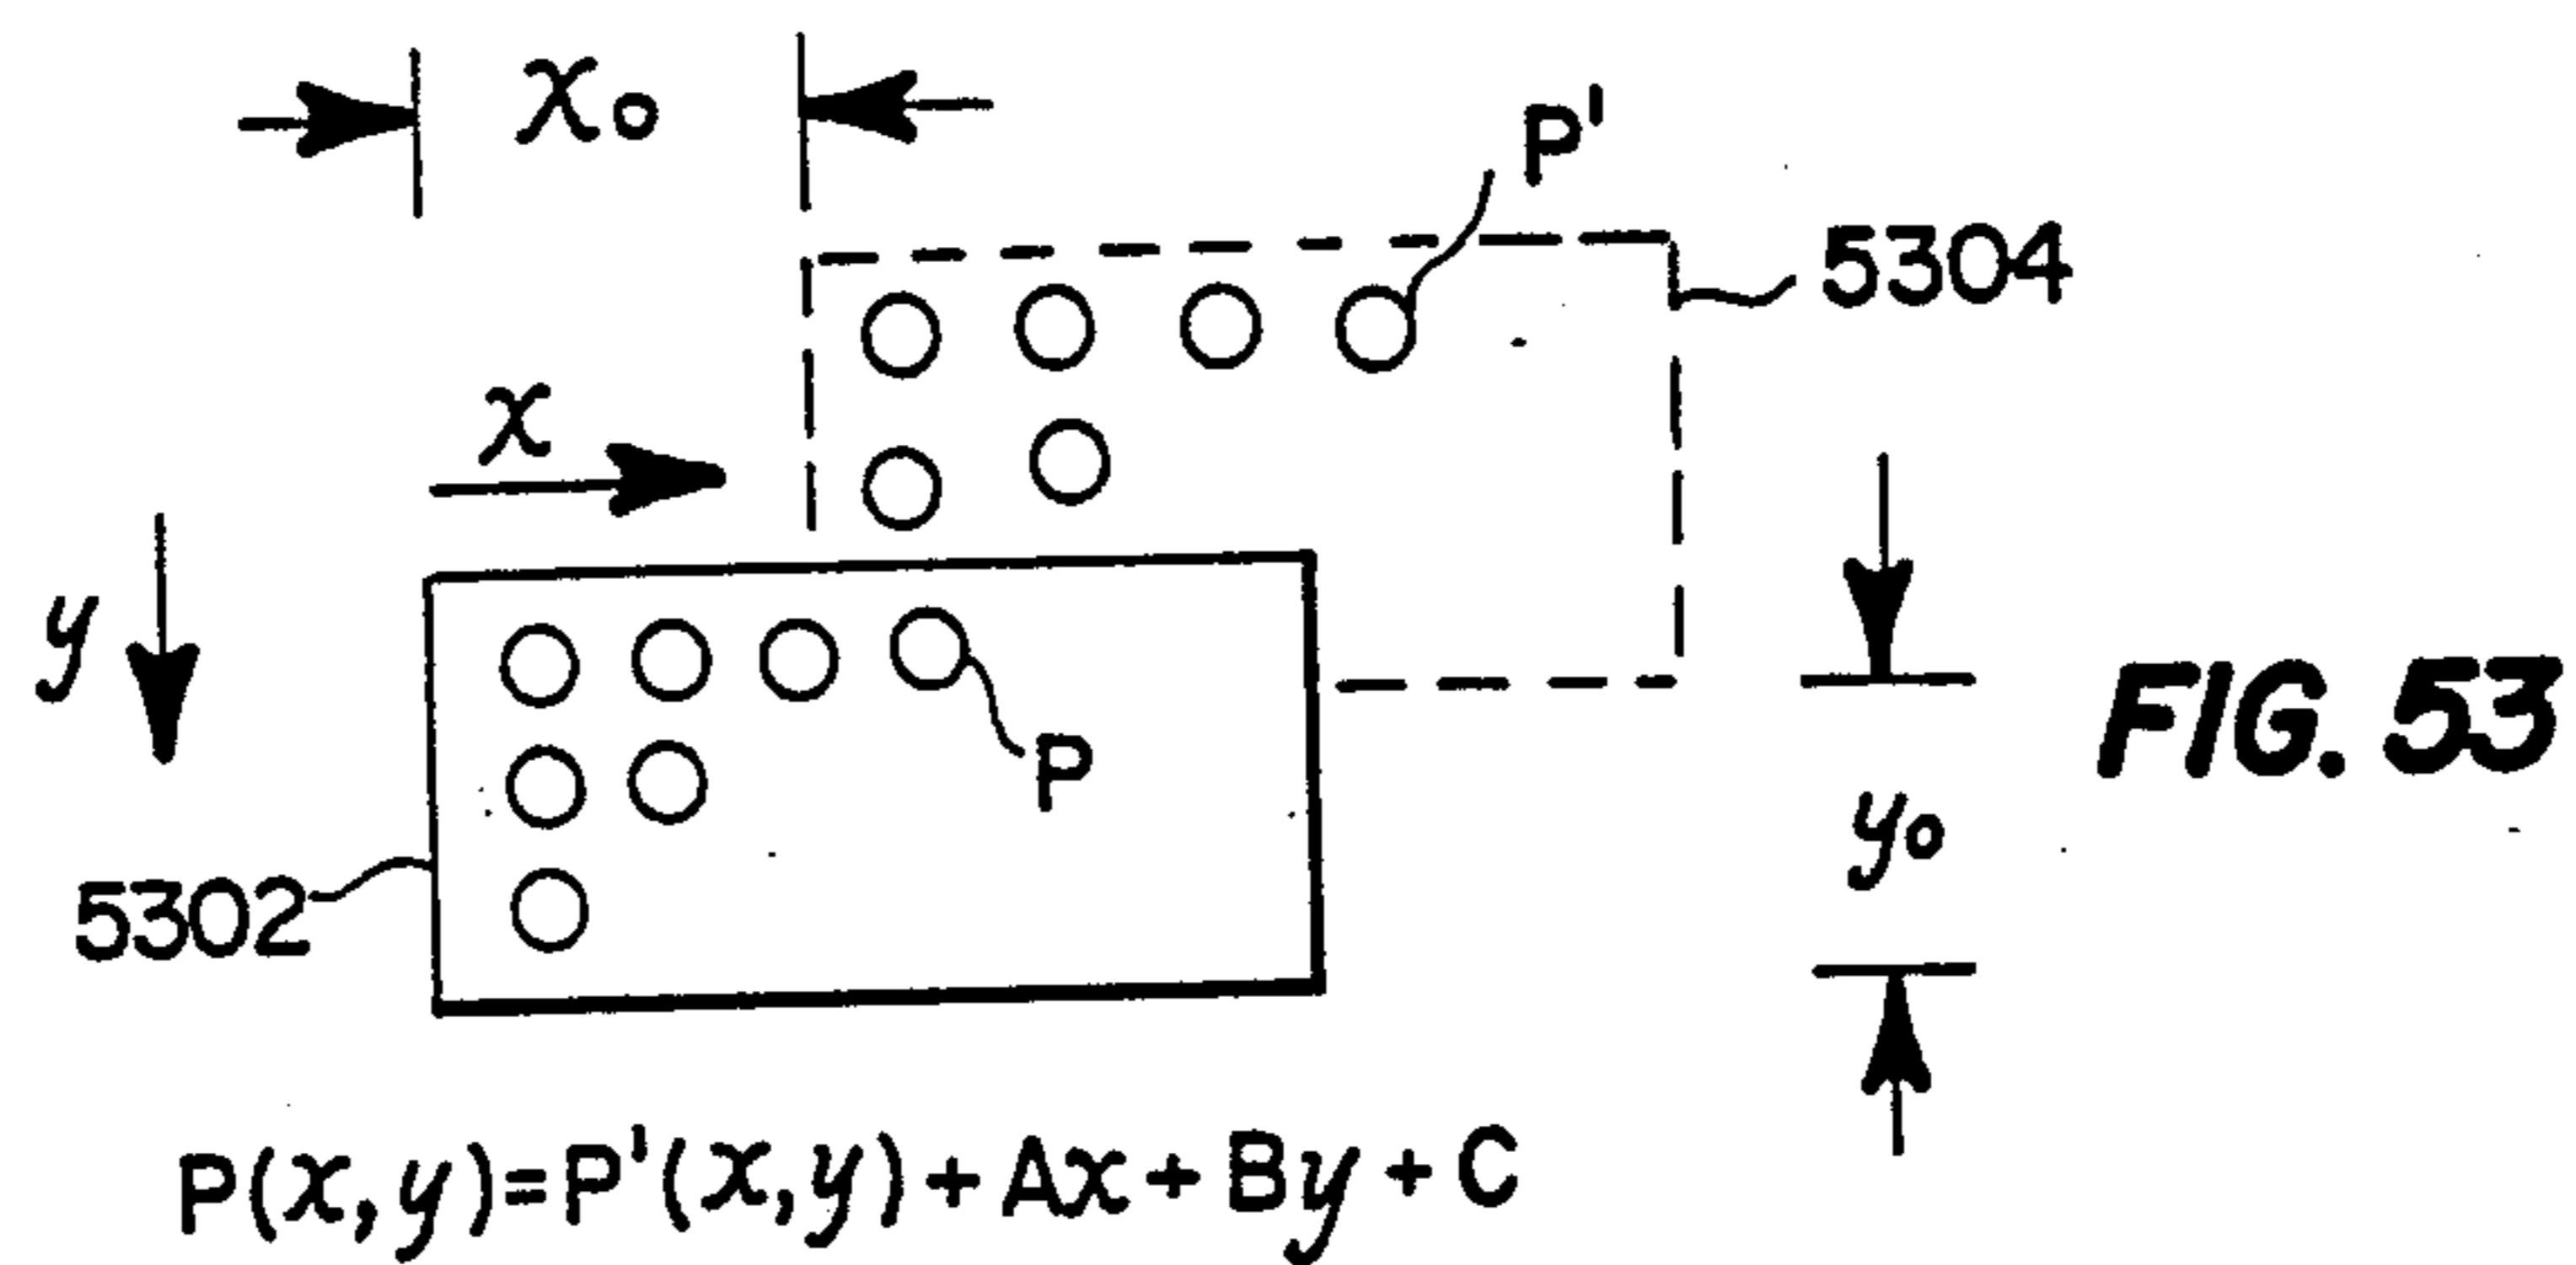 x₀
P'
5304
x
y
P
FIG. 53
y₀
5302
P(x,y)=P'(x,y)+Ax+By+C